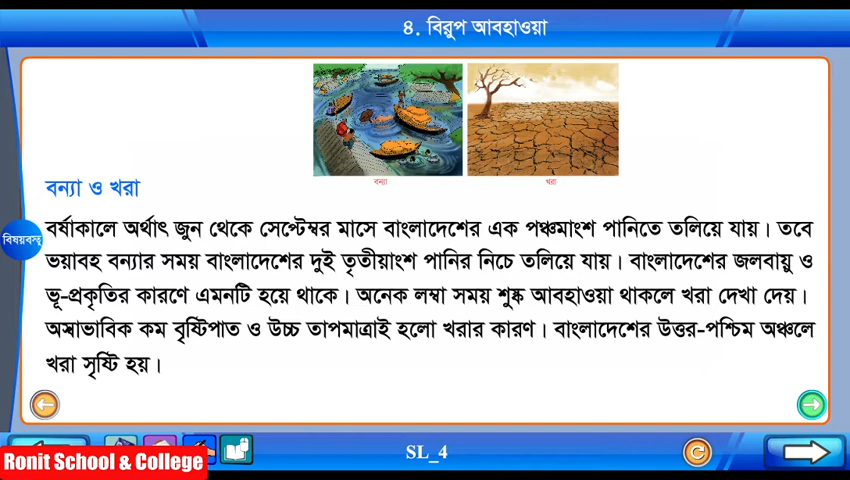 ৪. বিরূপ আবহাওয়া
বন্যা
খরা
বন্যা ও খরা
বিষয়বস্তু
বর্ষাকালে অর্থাৎ জুন থেকে সেপ্টেম্বর মাসে বাংলাদেশের এক পঞ্চমাংশ পানিতে তলিয়ে যায়। তবে
ভয়াবহ বন্যার সময় বাংলাদেশের দুই তৃতীয়াংশ পানির নিচে তলিয়ে যায়। বাংলাদেশের জলবায়ু ও
ভূ-প্রকৃতির কারণে এমনটি হয়ে থাকে। অনেক লম্বা সময় শুষ্ক আবহাওয়া থাকলে খরা দেখা দেয়।
অস্বাভাবিক কম বৃষ্টিপাত ও উচ্চ তাপমাত্রাই হলো খরার কারণ। বাংলাদেশের উত্তর-পশ্চিম অঞ্চলে
খরা সৃষ্টি হয়।
SL_4
Ronit School & College